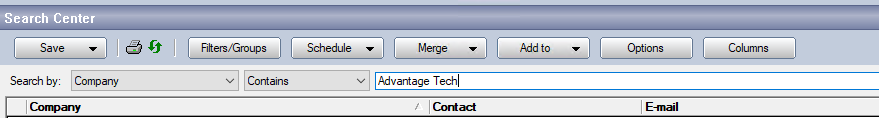 Search Center
Save Filters/Groups Schedule Merge Add to Options Columns
Search by: Company Contains Advantage Tech
Company Contact E-mail